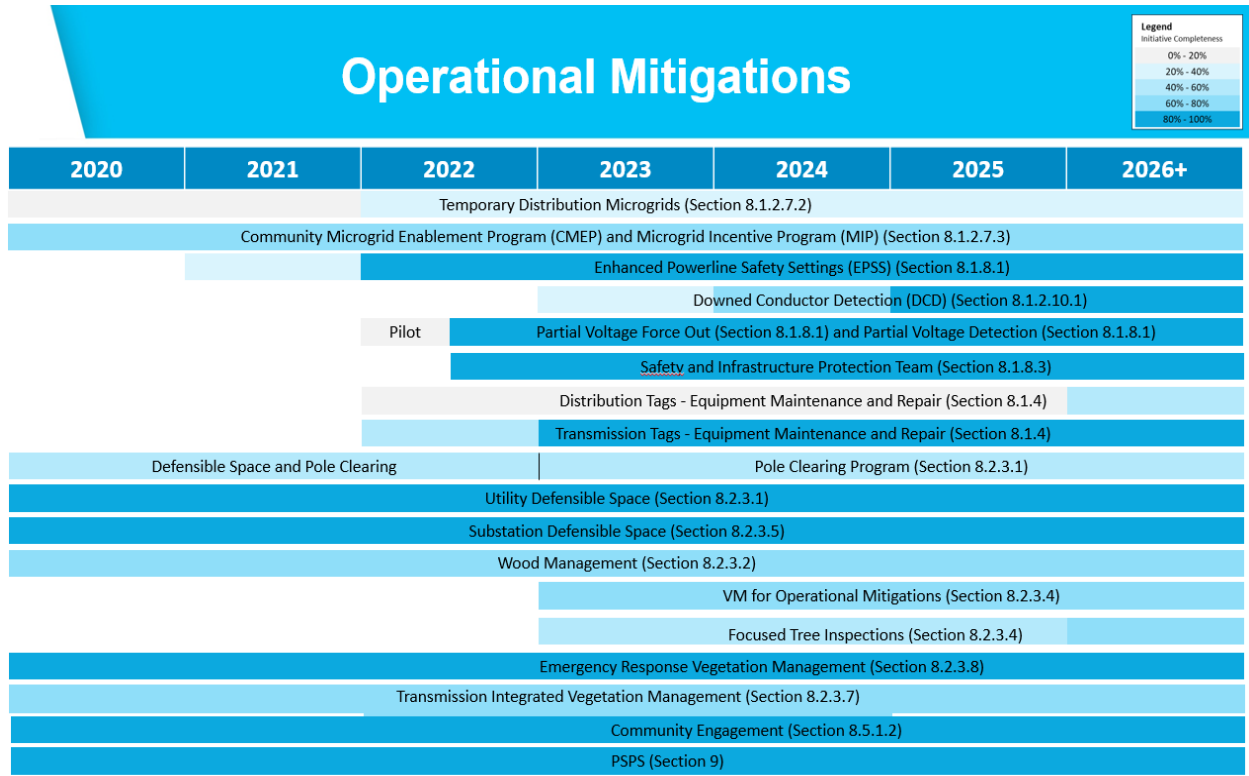 Operational Mitigations
Legend
Initiative Completeness
0% - 20%
20% - 40%
40% - 60%
60% - 80%
80% - 100%
2020 2021 2022 2023 2024 2025 2026+
Temporary Distribution Microgrids (Section 8.1.2.7.2)
Community Microgrid Enablement Program (CMEP) and Microgrid Incentive Program (MIP) (Section 8.1.2.7.3)
Enhanced Powerline Safety Settings (EPSS) (Section 8.1.8.1)
Downed Conductor Detection (DCD) (Section 8.1.2.10.1)
Pilot Partial Voltage Force Out (Section 8.1.8.1) and Partial Voltage Detection (Section 8.1.8.1)
Safety and Infrastructure Protection Team (Section 8.1.8.3)
Distribution Tags - Equipment Maintenance and Repair (Section 8.1.4)
Transmission Tags - Equipment Maintenance and Repair (Section 8.1.4)
Defensible Space and Pole Clearing Pole Clearing Program (Section 8.2.3.1)
Utility Defensible Space (Section 8.2.3.1)
Substation Defensible Space (Section 8.2.3.5)
Wood Management (Section 8.2.3.2)
VM for Operational Mitigations (Section 8.2.3.4)
Focused Tree Inspections (Section 8.2.3.4)
Emergency Response Vegetation Management (Section 8.2.3.8)
Transmission Integrated Vegetation Management (Section 8.2.3.7)
Community Engagement (Section 8.5.1.2)
PSPS (Section 9)